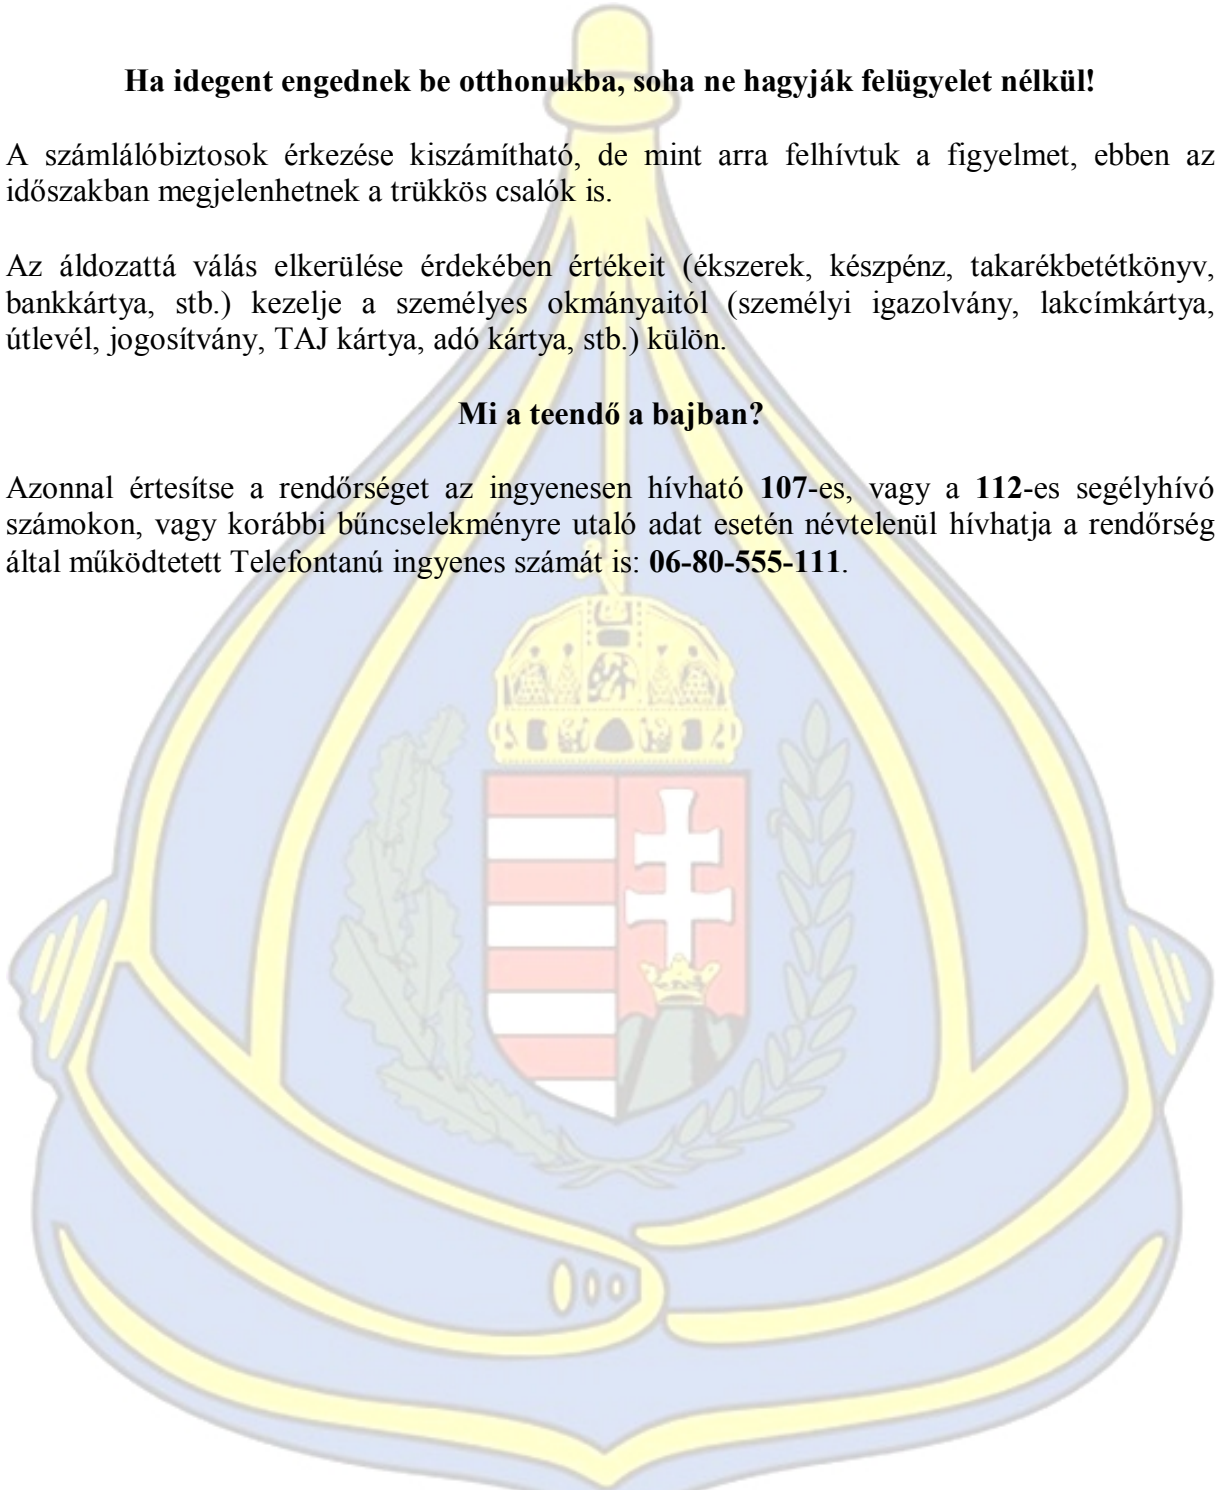 Ha idegent engednek be otthonukba, soha ne hagyják felügyelet nélkül!
A számlálóbiztosok érkezése kiszámítható, de mint arra felhívtuk a figyelmet, ebben az
időszakban megjelenhetnek a trükkös csalók is.
Az áldozattá válás elkerülése érdekében értékeit (ékszerek, készpénz, takarékbetétkönyv,
bankkártya, stb.) kezelje a személyes okmányaitól (személyi igazolvány, lakcímkártya,
útlevél, jogosítvány, TAJ kártya, adó kártya, stb.) külön.
Mi a teendő a bajban?
Azonnal értesítse a rendőrséget az ingyenesen hívható 107-es, vagy a 112-es segélyhívó
számokon, vagy korábbi bűncselekményre utaló adat esetén névtelenül hívhatja a rendőrség
által működtetett Telefontanú ingyenes számát is: 06-80-555-111.